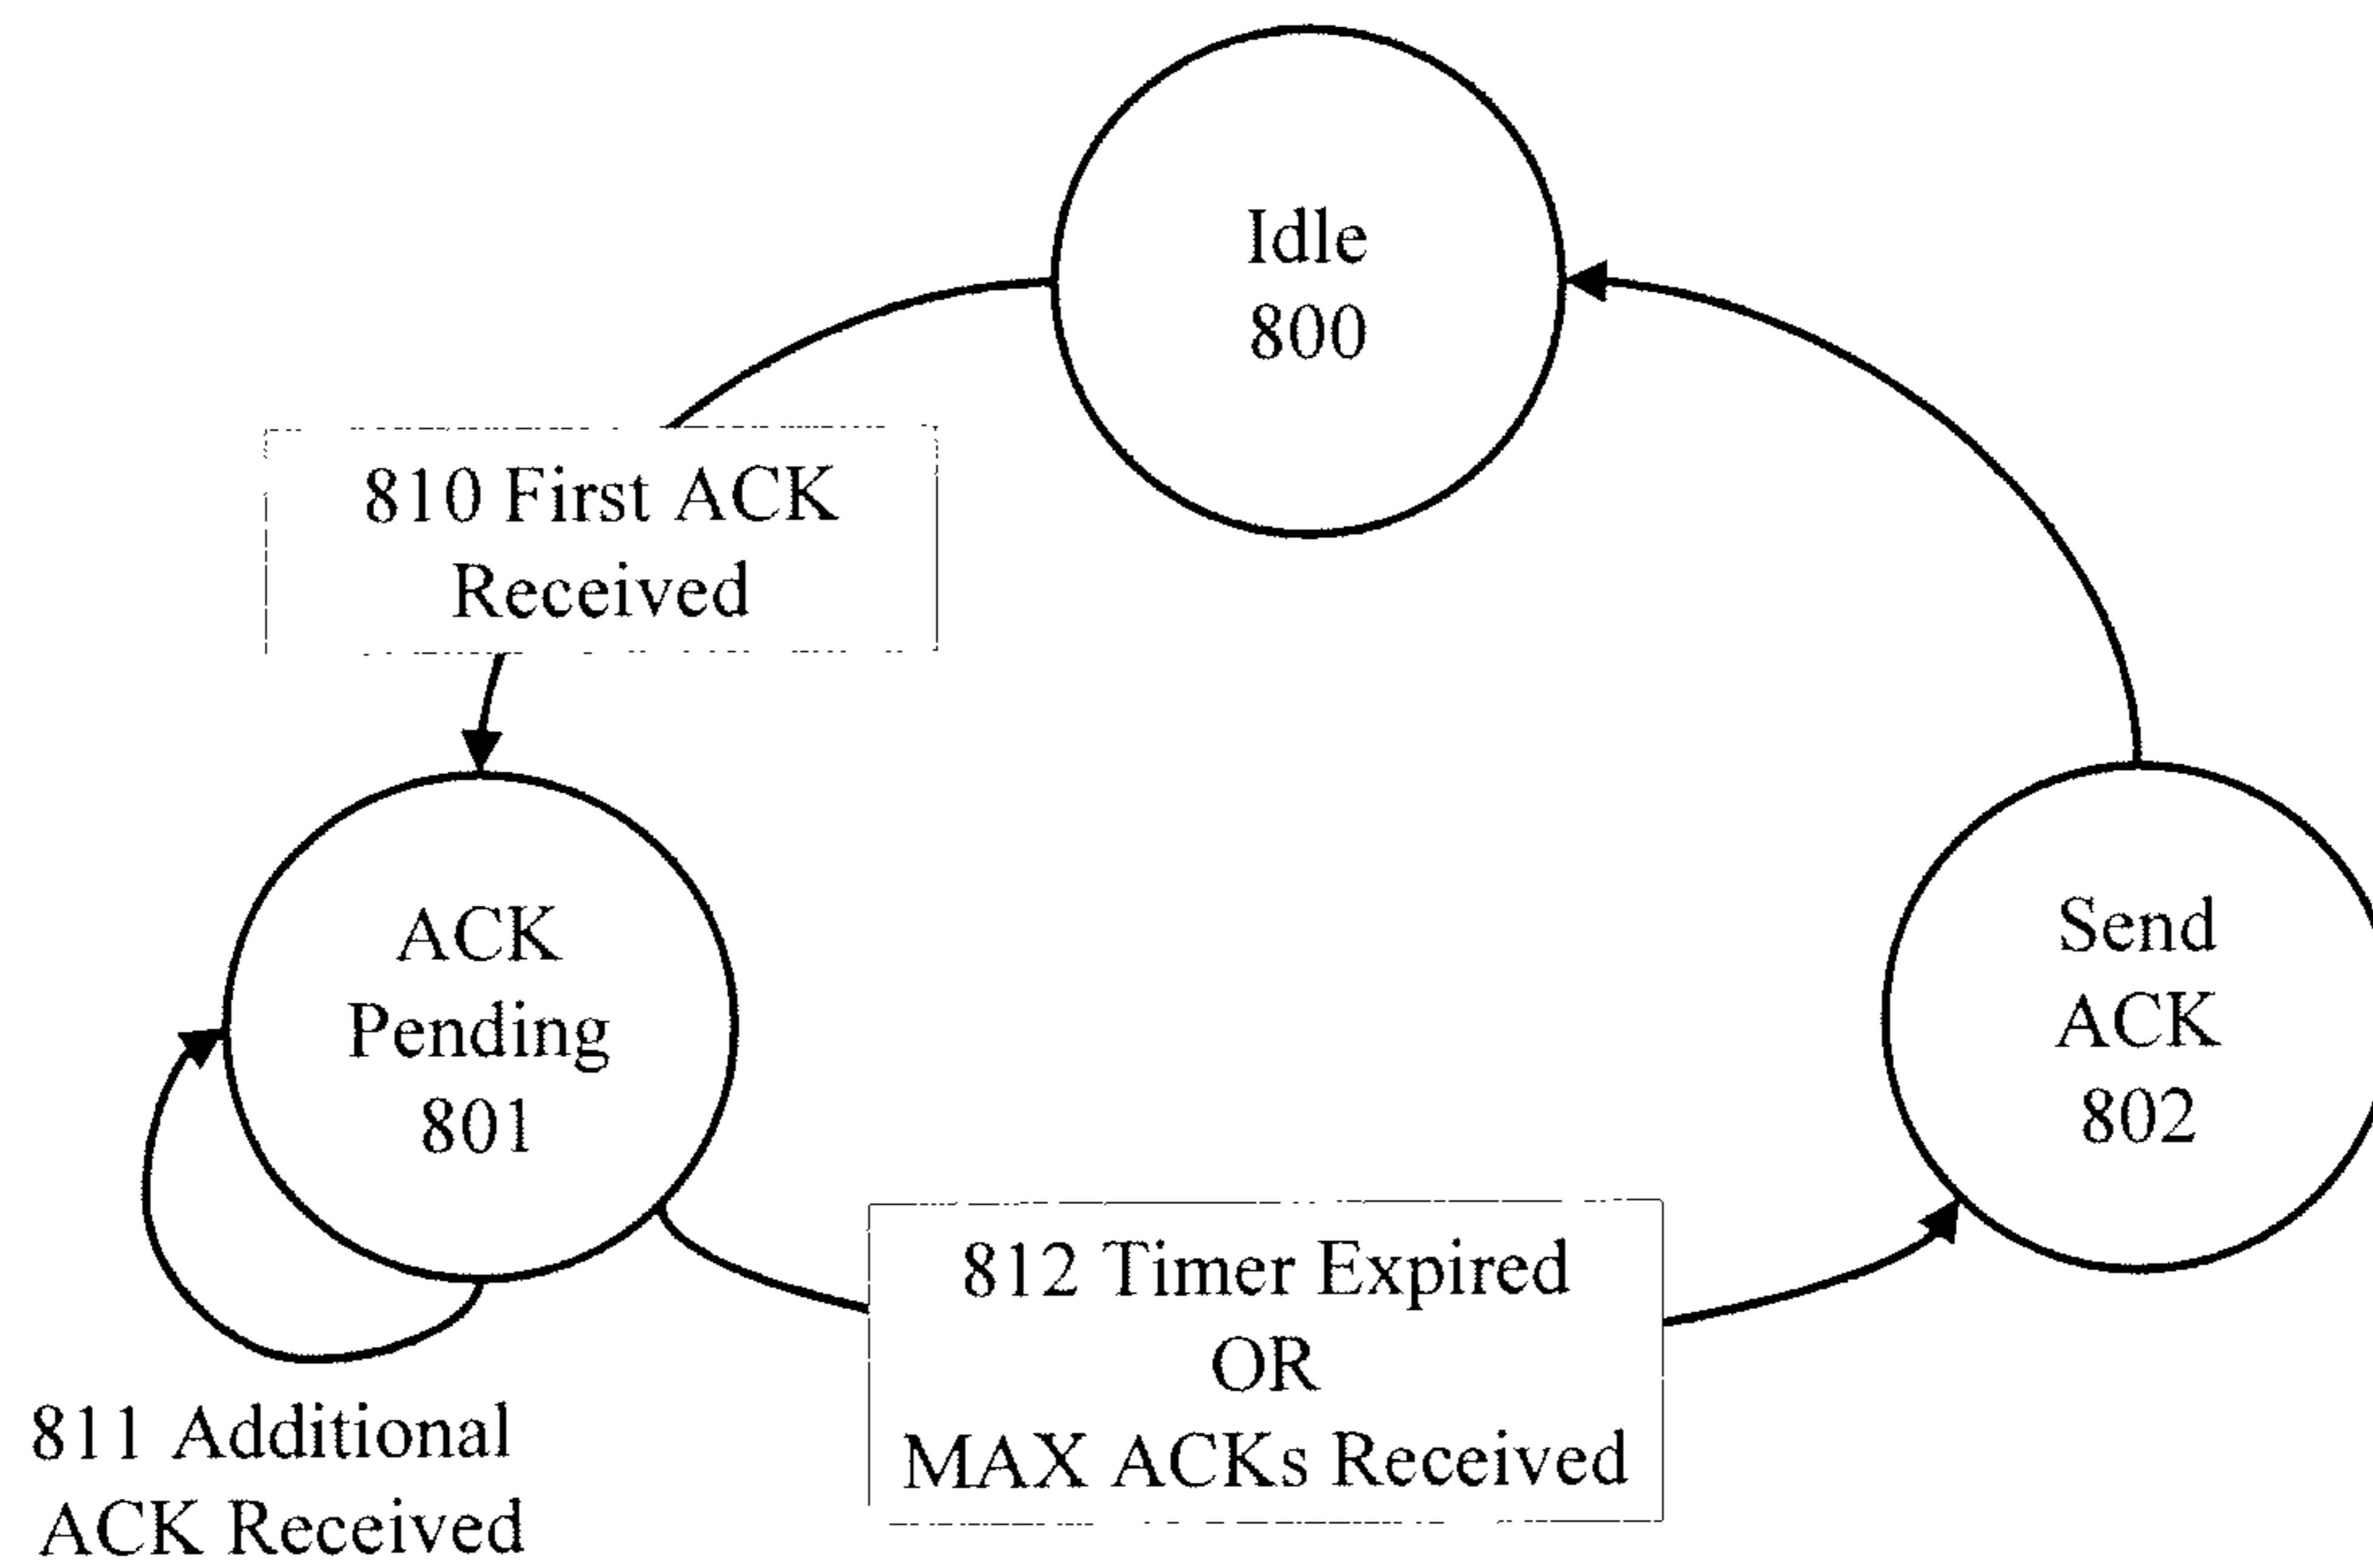 Idle
800
810 First ACK
Received
ACK
Pending
801
Send
ACK
802
812 Timer Expired
OR
MAX ACKs Received
811 Additional
ACK Received